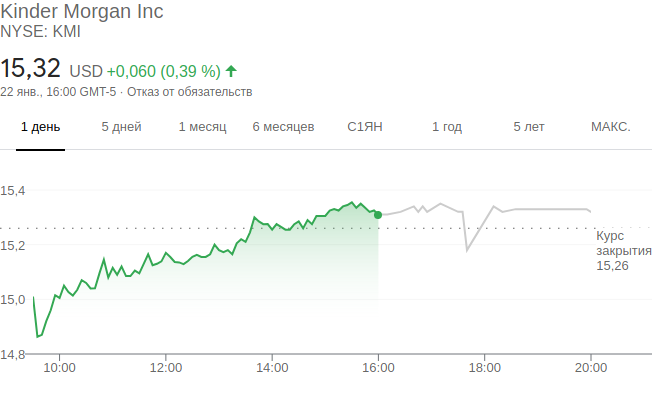 Kinder Morgan Inc
NYSE: KMI
15,32 USD +0,060 (0,39 %)
22 янв., 16:00 GMT-5 · Отказ от обязательств
1 день 5 дней 1 месяц 6 месяцев С1ЯН 1 год 5 лет МАКС.
15,4
15,2
Курс
закрытия
15,26
15,0
14,8
10:00 12:00 14:00 16:00 18:00 20:00